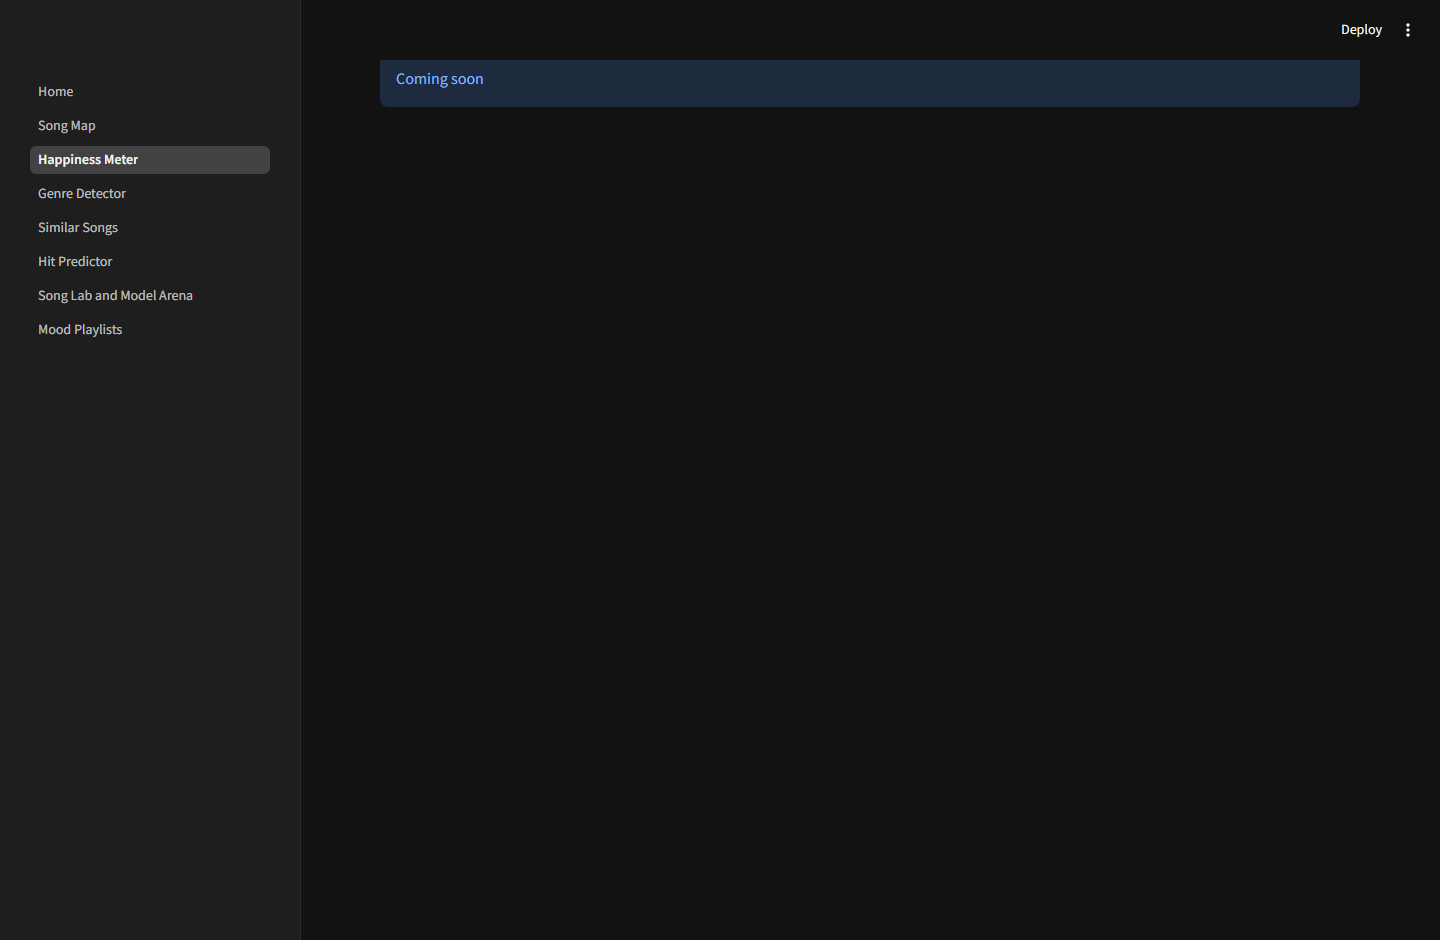 Deploy
Home
Song Map
Happiness Meter
Genre Detector
Similar Songs
Hit Predictor
Song Lab and Model Arena
Mood Playlists
Coming soon